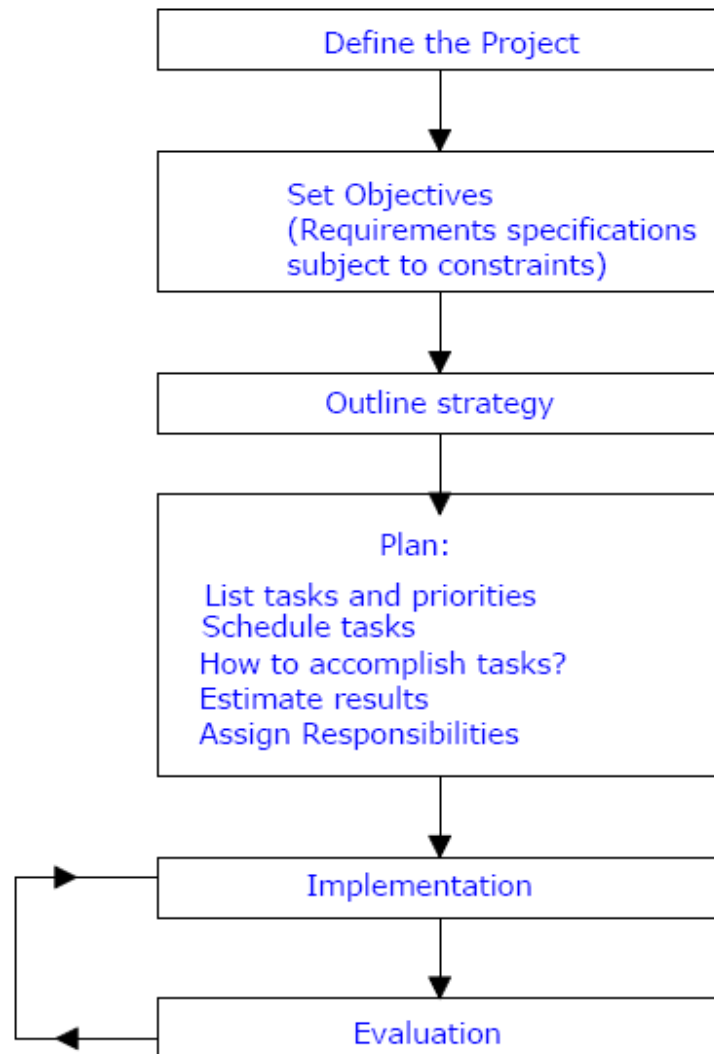 Define the Project
Set Objectives
(Requirements specifications
subject to constraints)
Outline strategy
Plan:
List tasks and priorities
Schedule tasks
How to accomplish tasks?
Estimate results
Assign Responsibilities
Implementation
Evaluation